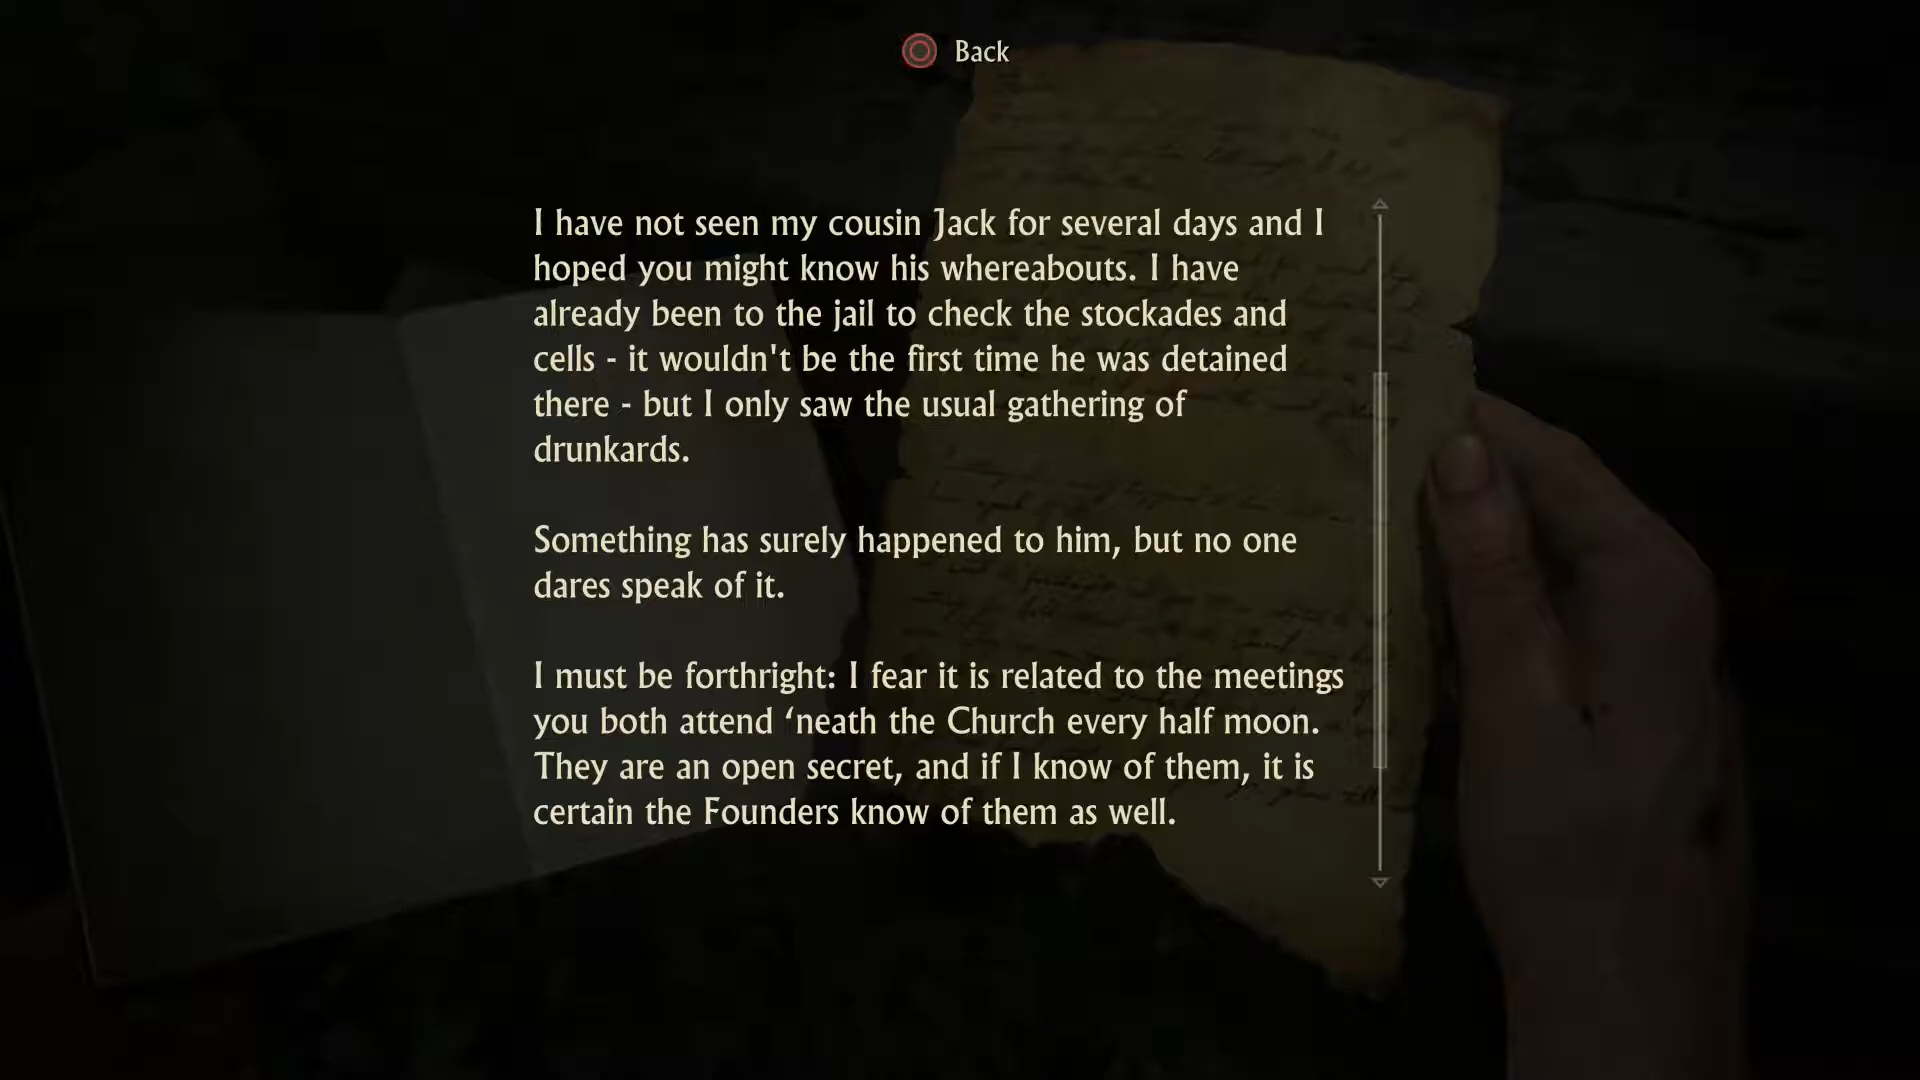 Back
I have not seen my cousin Jack for several days and I
hoped you might know his whereabouts. I have
already been to the jail to check the stockades and
cells - it wouldn't be the first time he was detained
there - but I only saw the usual gathering of
drunkards.
Something has surely happened to him, but no one
dares speak of it.
I must be forthright: I fear it is related to the meetings
you both attend ‘neath the Church every half moon.
They are an open secret, and if I know of them, it is
certain the Founders know of them as well.